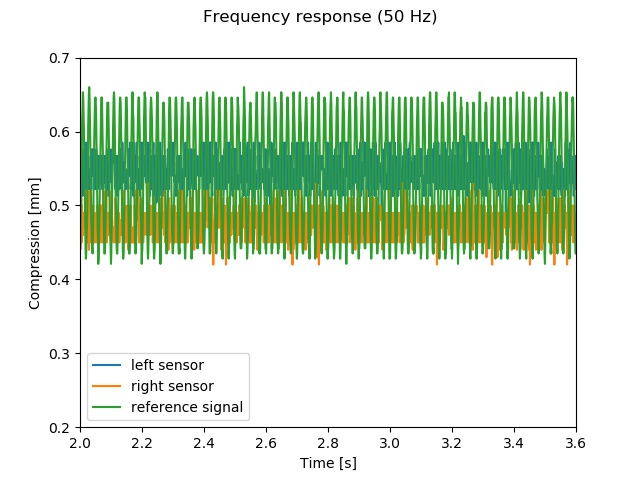 Frequency response (50 Hz)
0.7
0.6
0.5
0.4
0.3
0.2
Compression [mm]
left sensor
right sensor
reference signal
2.0 2.2 2.4 2.6 2.8 3.0 3.2 3.4 3.6
Time [s]